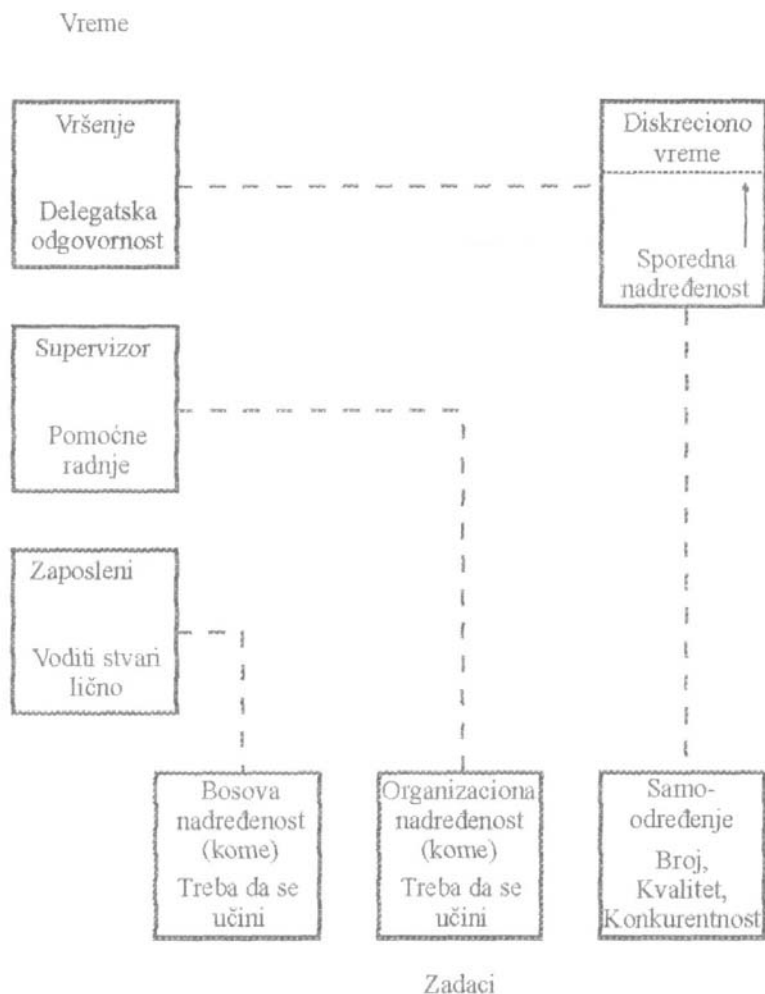 Vreme
Vršenje
Delegatska
odgovornost
Diskreciono
vreme
Sporedna
nadređenost
Supervizor
Pomoćne
radnje
Zaposleni
Voditi stvari
lično
Bosova
nadređenost
(kome)
Treba da se
učini
Organizaciona
nadređenost
(kome)
Treba da se
učini
Samo-
određenje
Broj,
Kvalitet,
Konkurentnost
Zadaci